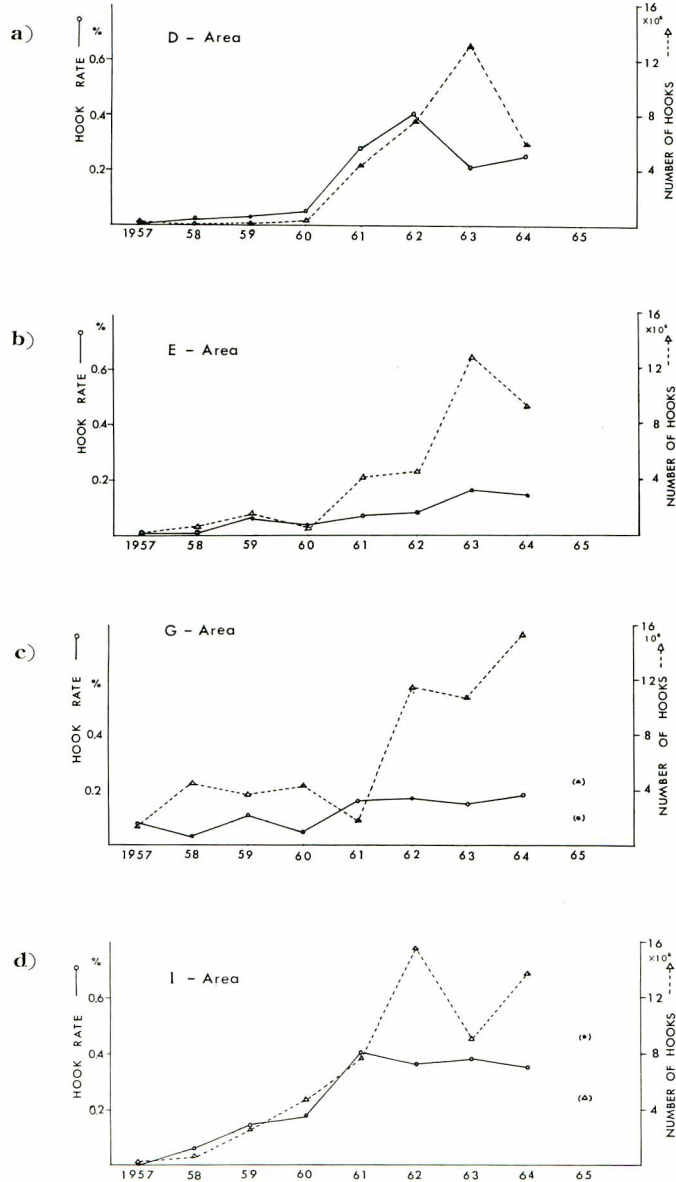 a)
D – Area
HOOK RATE
%
0.6
0.4
0.2
16
×10⁶
12
8
4
NUMBER OF HOOKS
1957 58 59 60 61 62 63 64 65
b)
E – Area
HOOK RATE
%
0.6
0.4
0.2
16
×10⁶
12
8
4
NUMBER OF HOOKS
1957 58 59 60 61 62 63 64 65
c)
G – Area
HOOK RATE
%
0.4
0.2
16
10⁶
12
8
4
NUMBER OF HOOKS
1957 58 59 60 61 62 63 64 65
d)
I – Area
HOOK RATE
%
0.6
0.4
0.2
16
×10⁶
12
8
4
NUMBER OF HOOKS
1957 58 59 60 61 62 63 64 65